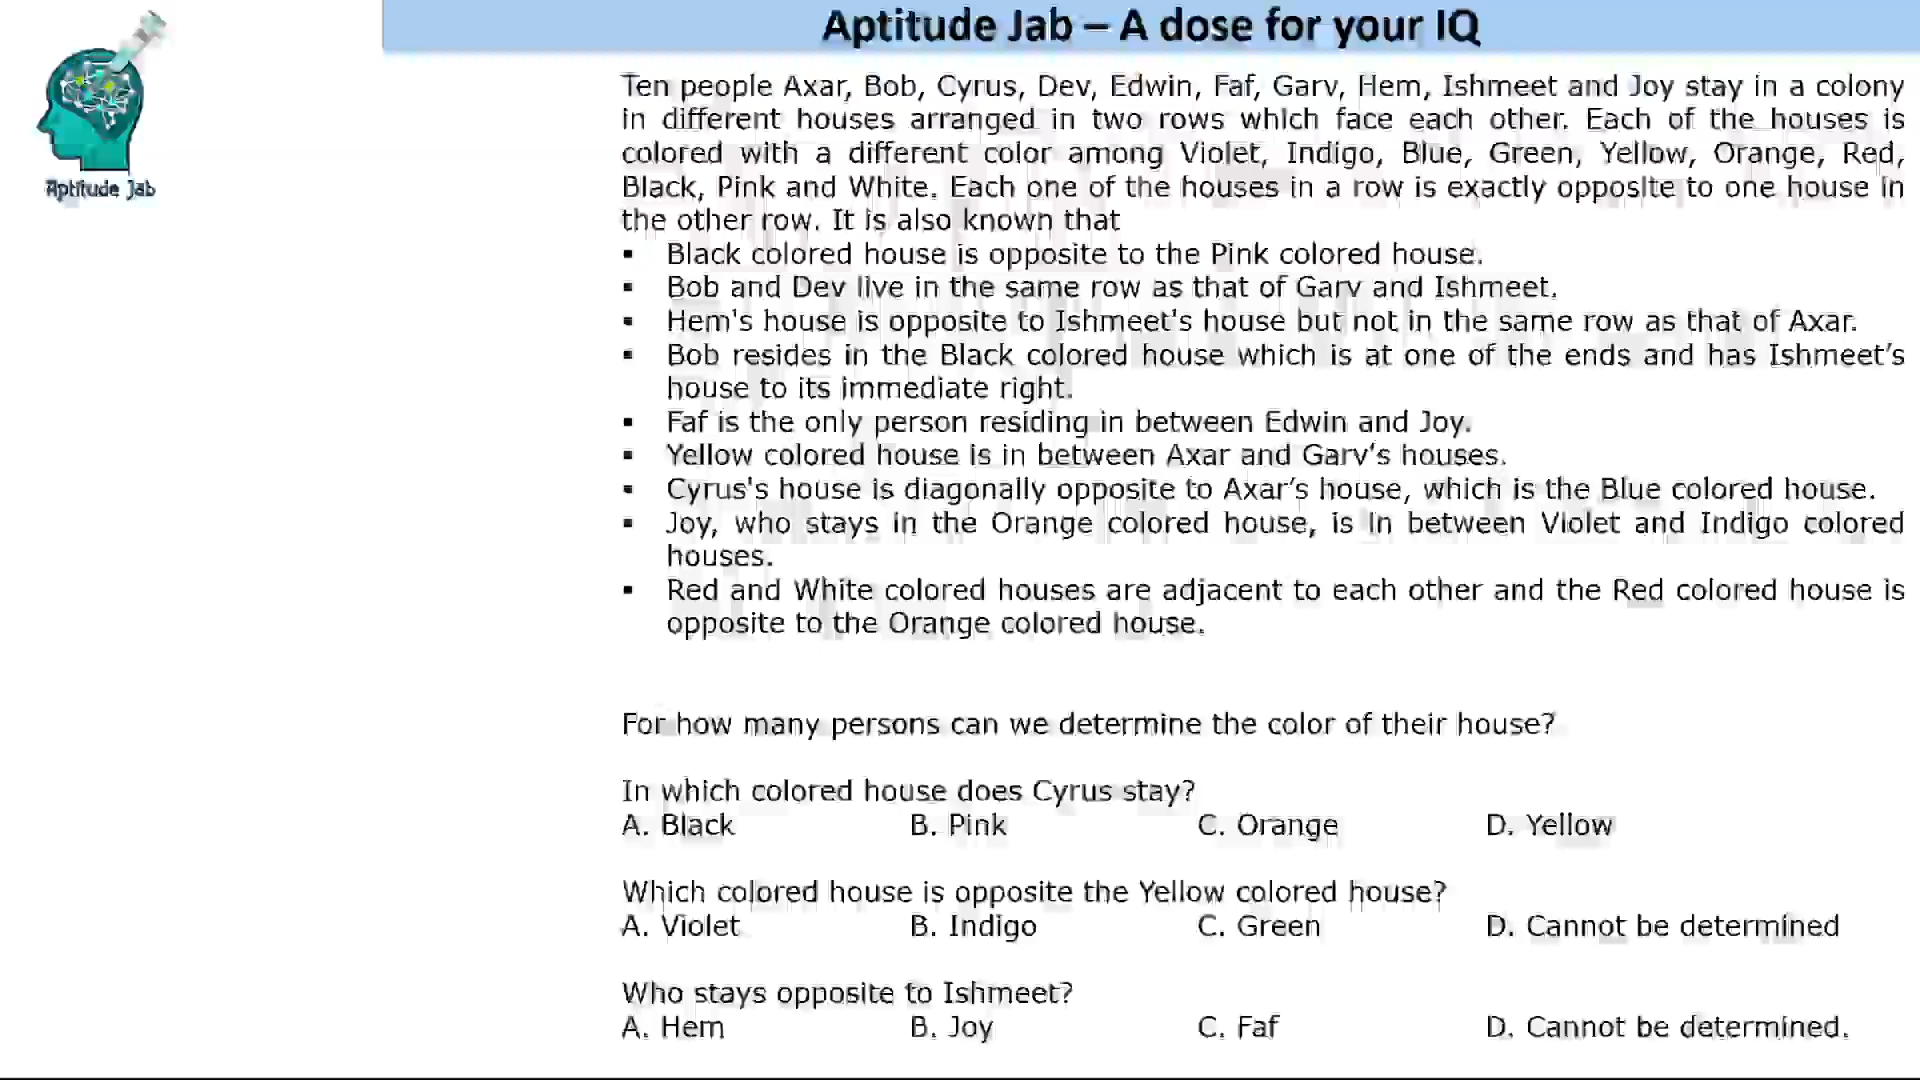 Aptitude Jab – A dose for your IQ
Aptitude Jab
Ten people Axar, Bob, Cyrus, Dev, Edwin, Faf, Garv, Hem, Ishmeet and Joy stay in a colony
in different houses arranged in two rows which face each other. Each of the houses is
colored with a different color among Violet, Indigo, Blue, Green, Yellow, Orange, Red,
Black, Pink and White. Each one of the houses in a row is exactly opposite to one house in
the other row. It is also known that
▪ Black colored house is opposite to the Pink colored house.
▪ Bob and Dev live in the same row as that of Garv and Ishmeet.
▪ Hem's house is opposite to Ishmeet's house but not in the same row as that of Axar.
▪ Bob resides in the Black colored house which is at one of the ends and has Ishmeet’s
house to its immediate right.
▪ Faf is the only person residing in between Edwin and Joy.
▪ Yellow colored house is in between Axar and Garv’s houses.
▪ Cyrus's house is diagonally opposite to Axar’s house, which is the Blue colored house.
▪ Joy, who stays in the Orange colored house, is in between Violet and Indigo colored
houses.
▪ Red and White colored houses are adjacent to each other and the Red colored house is
opposite to the Orange colored house.
For how many persons can we determine the color of their house?
In which colored house does Cyrus stay?
A. Black B. Pink C. Orange D. Yellow
Which colored house is opposite the Yellow colored house?
A. Violet B. Indigo C. Green D. Cannot be determined
Who stays opposite to Ishmeet?
A. Hem B. Joy C. Faf D. Cannot be determined.